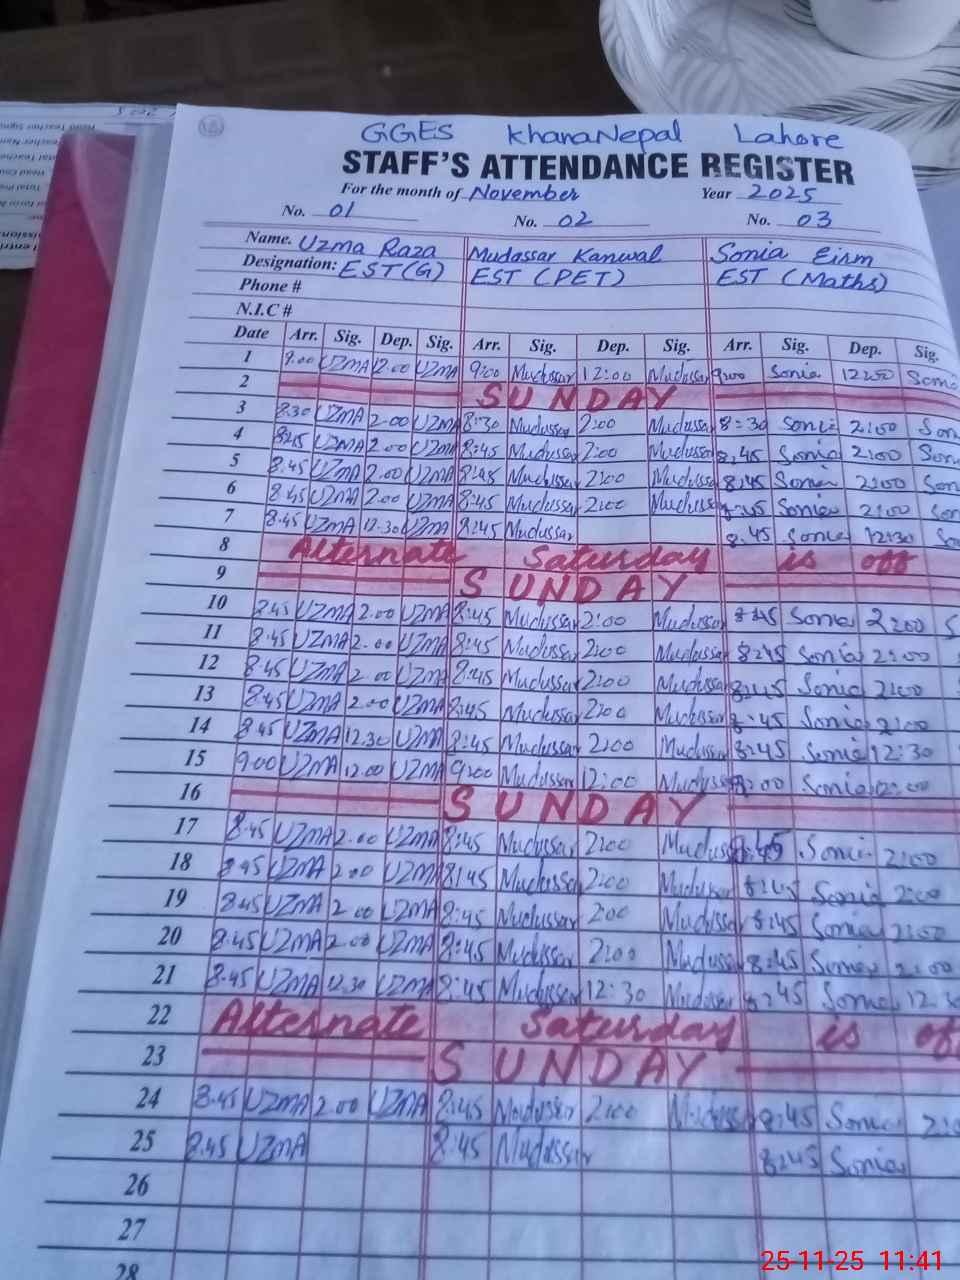 GGES KhanaNepal Lahore
STAFF'S ATTENDANCE REGISTER
For the month of November Year 2025
No. 01 No. 02 No. 03
Name. Uzma Raza Mudassar Kanwal Sonia
Designation: EST(G) EST (PET) EST (Maths)
Phone #
N.I.C #
Date Arr. Sig. Dep. Sig. Arr. Sig. Dep. Sig. Arr. Sig. Dep. Sig.
1 9.00 UZMA 12.00 UZMA 9:00 Mudassar 12:00 Mudassar 9:00 Sonia 12:00
2 SUNDAY
3 8.30 UZMA 2.00 UZMA 8:30 Mudassar 2:00 Mudassar 8:30 Sonia 2:00 Son
4 8.45 UZMA 2.00 UZMA 8:45 Mudassar 2:00 Mudassar 8:45 Sonia 2:00 Son
5 8.45 UZMA 2.00 UZMA 8:45 Mudassar 2:00 Mudassar 8:45 Sonia 2:00 Son
6 8.45 UZMA 2.00 UZMA 8:45 Mudassar 2:00 Mudassar 8:45 Sonia 2:00 Son
7 8.45 UZMA 12.30 UZMA 8:45 Mudassar 8:45 Sonia 12:30 So
8 Alternate Saturday is off
9 SUNDAY
10 8.45 UZMA 2.00 UZMA 8:45 Mudassar 2:00 Mudassar 8:45 Sonia 2:00 S
11 8.45 UZMA 2.00 UZMA 8:45 Mudassar 2:00 Mudassar 8:45 Sonia 2:00
12 8.45 UZMA 2.00 UZMA 8:45 Mudassar 2:00 Mudassar 8:45 Sonia 2:00
13 8.45 UZMA 2.00 UZMA 8:45 Mudassar 2:00 Mudassar 8:45 Sonia 2:00
14 8.45 UZMA 12.30 UZMA 8:45 Mudassar 2:00 Mudassar 8:45 Sonia 12:30
15 9.00 UZMA 12.00 UZMA 9:00 Mudassar 12:00 Mudassar 9:00 Sonia 12:00
16 SUNDAY
17 8.45 UZMA 2.00 UZMA 8:45 Mudassar 2:00 Mudassar 8:45 Sonia 2:00
18 8.45 UZMA 2.00 UZMA 8:45 Mudassar 2:00 Mudassar 8:45 Sonia 2:00
19 8.45 UZMA 2.00 UZMA 8:45 Mudassar 2:00 Mudassar 8:45 Sonia 2:00
20 8.45 UZMA 2.00 UZMA 8:45 Mudassar 2:00 Mudassar 8:45 Sonia 2:00
21 8.45 UZMA 12.30 UZMA 8:45 Mudassar 12:30 Mudassar 8:45 Sonia 12:3
22 Alternate Saturday is of
23 SUNDAY
24 8.45 UZMA 2.00 UZMA 8:45 Mudassar 2:00 Mudassar 8:45 Sonia 2:0
25 8.45 UZMA 8:45 Mudassar 8:45 Sonia
26
27
28
25-11-25 11:41